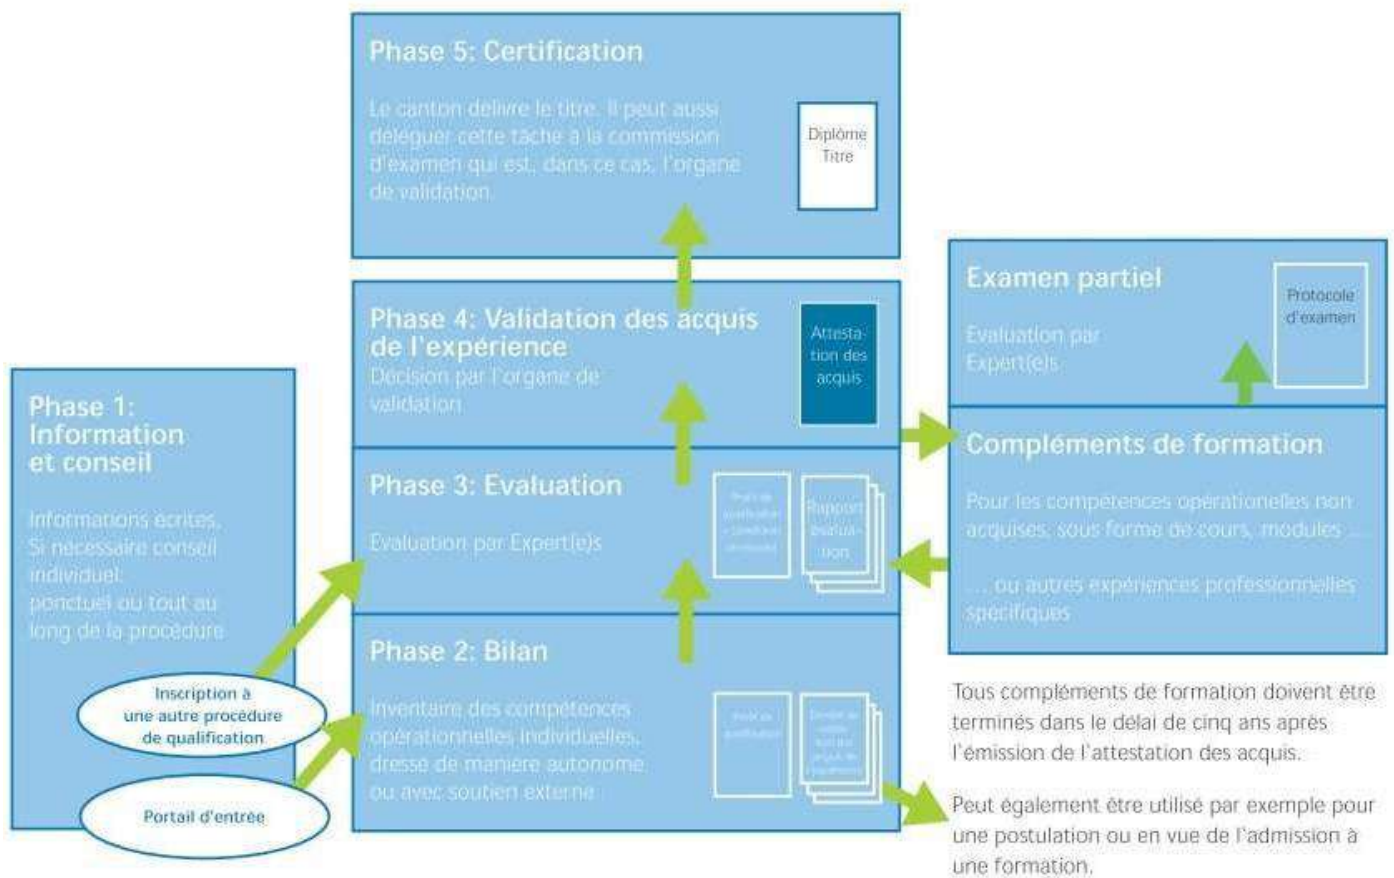 Phase 5: Certification
Le canton délivre le titre. Il peut aussi
déléguer cette tâche à la commission
d'examen qui est, dans ce cas, l'organe
de validation.
Diplôme
Titre
Phase 4: Validation des acquis
de l'expérience
Décision par l'organe de
validation
Attesta-
tion des
acquis
Examen partiel
Evaluation par
Expert(e)s
Protocole
d'examen
Phase 1:
Information
et conseil
Informations écrites,
Si nécessaire conseil
individuel:
ponctuel ou tout au
long de la procédure
Inscription à
une autre procédure
de qualification
Portail d'entrée
Phase 3: Evaluation
Evaluation par Expert(e)s
Profil de
qualification
Rapport
d'évalua-
tion
Compléments de formation
Pour les compétences opérationelles non
acquises, sous forme de cours, modules ...
... ou autres expériences professionnelles
spécifiques
Phase 2: Bilan
Inventaire des compétences
opérationnelles individuelles,
dressé de manière autonome
ou avec soutien externe
Profil de
qualification
Tous compléments de formation doivent être
terminés dans le délai de cinq ans après
l'émission de l'attestation des acquis.
Peut également être utilisé par exemple pour
une postulation ou en vue de l'admission à
une formation.